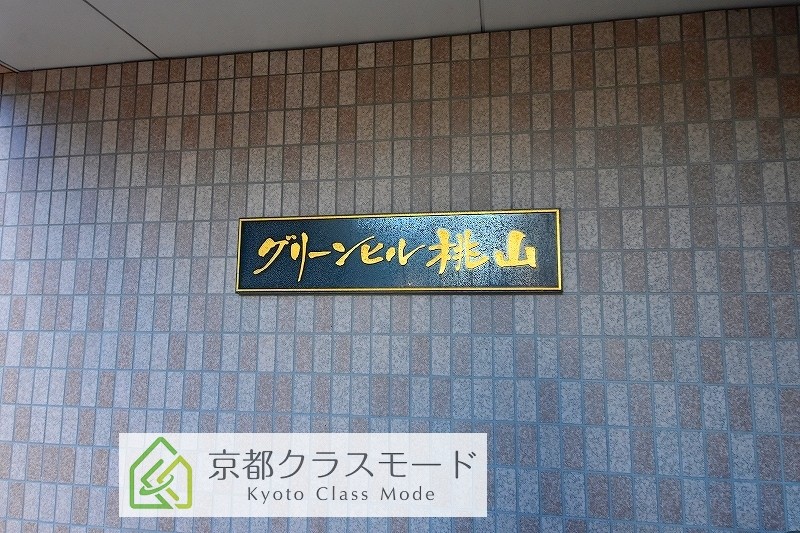 グリーンヒル桃山
京都クラスモード
Kyoto Class Mode